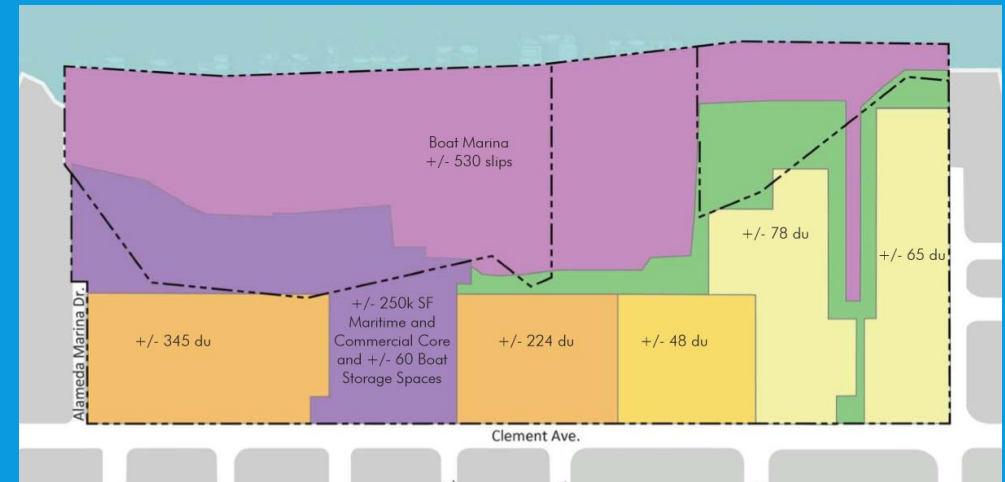 Boat Marina
+/- 530 slips
+/- 78 du
+/- 65 du
+/- 250k SF
Maritime and
Commercial Core
and +/- 60 Boat
Storage Spaces
+/- 345 du
+/- 224 du
+/- 48 du
Alameda Marina Dr.
Clement Ave.